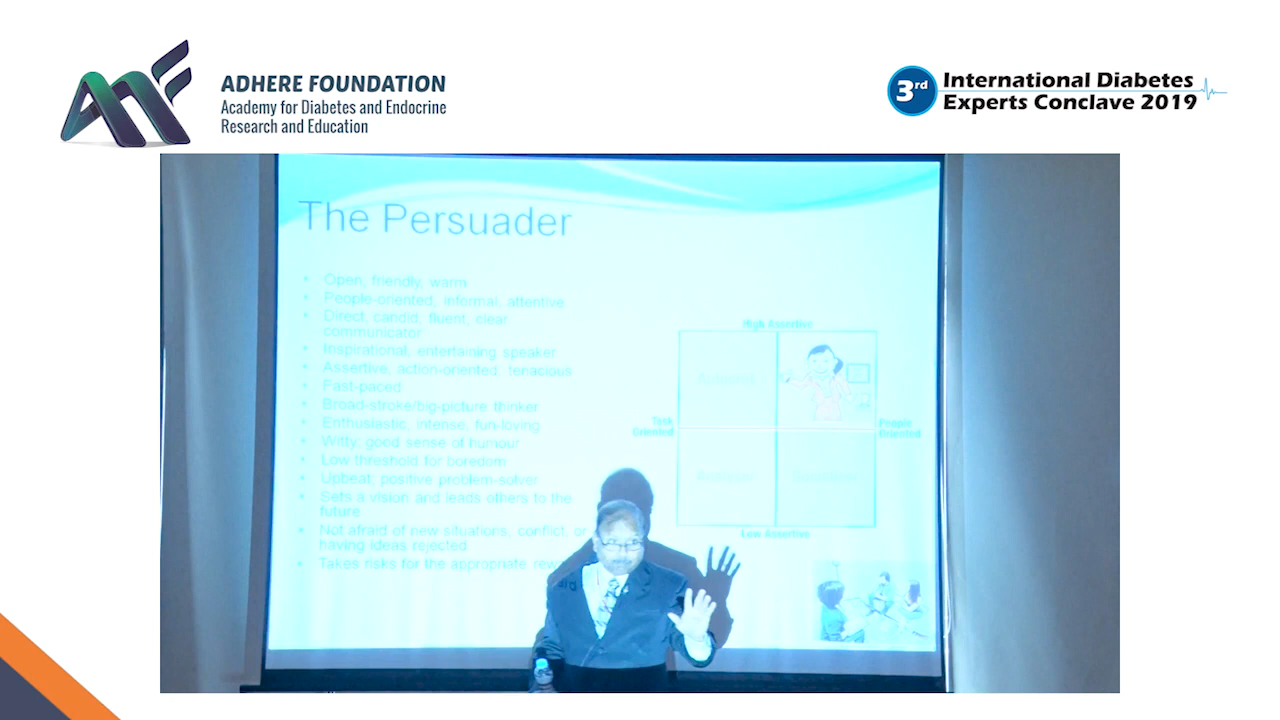 ADHERE FOUNDATION
Academy for Diabetes and Endocrine
Research and Education
3rd International Diabetes
Experts Conclave 2019
The Persuader
• Open, friendly, warm
• People-oriented, informal, attentive
• Direct, candid, fluent, clear
communicator
• Inspirational, entertaining speaker
• Assertive, action-oriented, tenacious
• Fast-paced
• Broad-stroke/big-picture thinker
• Enthusiastic, intense, fun-loving
• Witty; good sense of humour
• Low threshold for boredom
• Upbeat; positive problem-solver
• Sets a vision and leads others to the
future
• Not afraid of new situations, conflict, or
having ideas rejected
• Takes risks for the appropriate
High Assertive
Task
Oriented
People
Oriented
Low Assertive